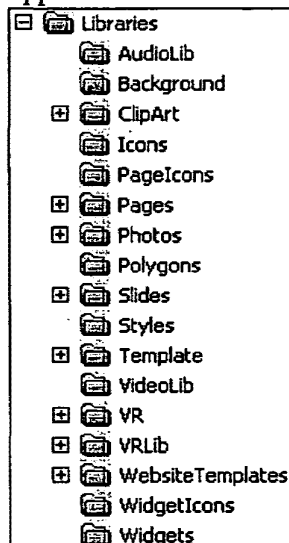 Libraries
AudioLib
Background
ClipArt
Icons
PageIcons
Pages
Photos
Polygons
Slides
Styles
Template
VideoLib
VR
VRLib
WebsiteTemplates
WidgetIcons
Widgets